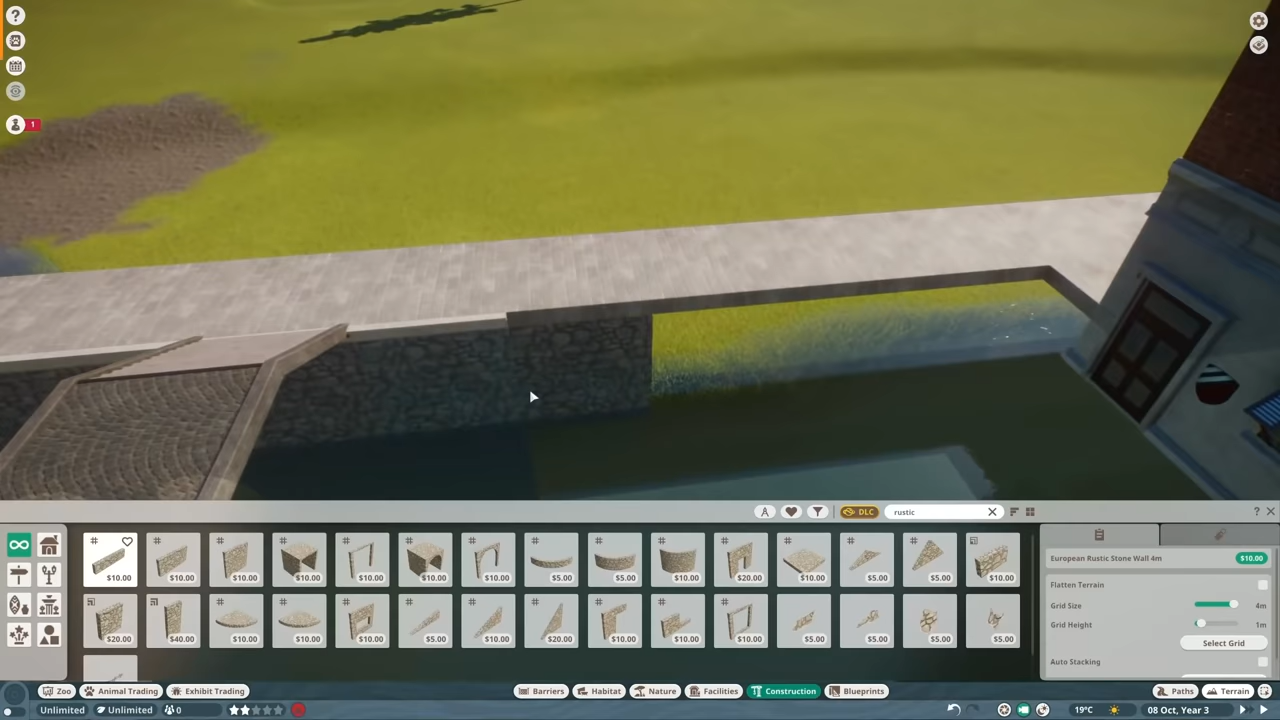 ?
1
DLC
rustic
?
$10.00 $10.00 $10.00 $10.00 $10.00 $10.00 $10.00 $5.00 $5.00 $10.00 $20.00 $10.00 $5.00 $5.00 $10.00
$20.00 $40.00 $10.00 $10.00 $10.00 $5.00 $10.00 $20.00 $10.00 $10.00 $10.00 $5.00 $5.00 $5.00 $5.00
European Rustic Stone Wall 4m $10.00
Flatten Terrain
Grid Size 4m
Grid Height 1m
Select Grid
Auto Stacking
Zoo Animal Trading Exhibit Trading Barriers Habitat Nature Facilities Construction Blueprints Paths Terrain
Unlimited Unlimited 0 19°C 08 Oct, Year 3